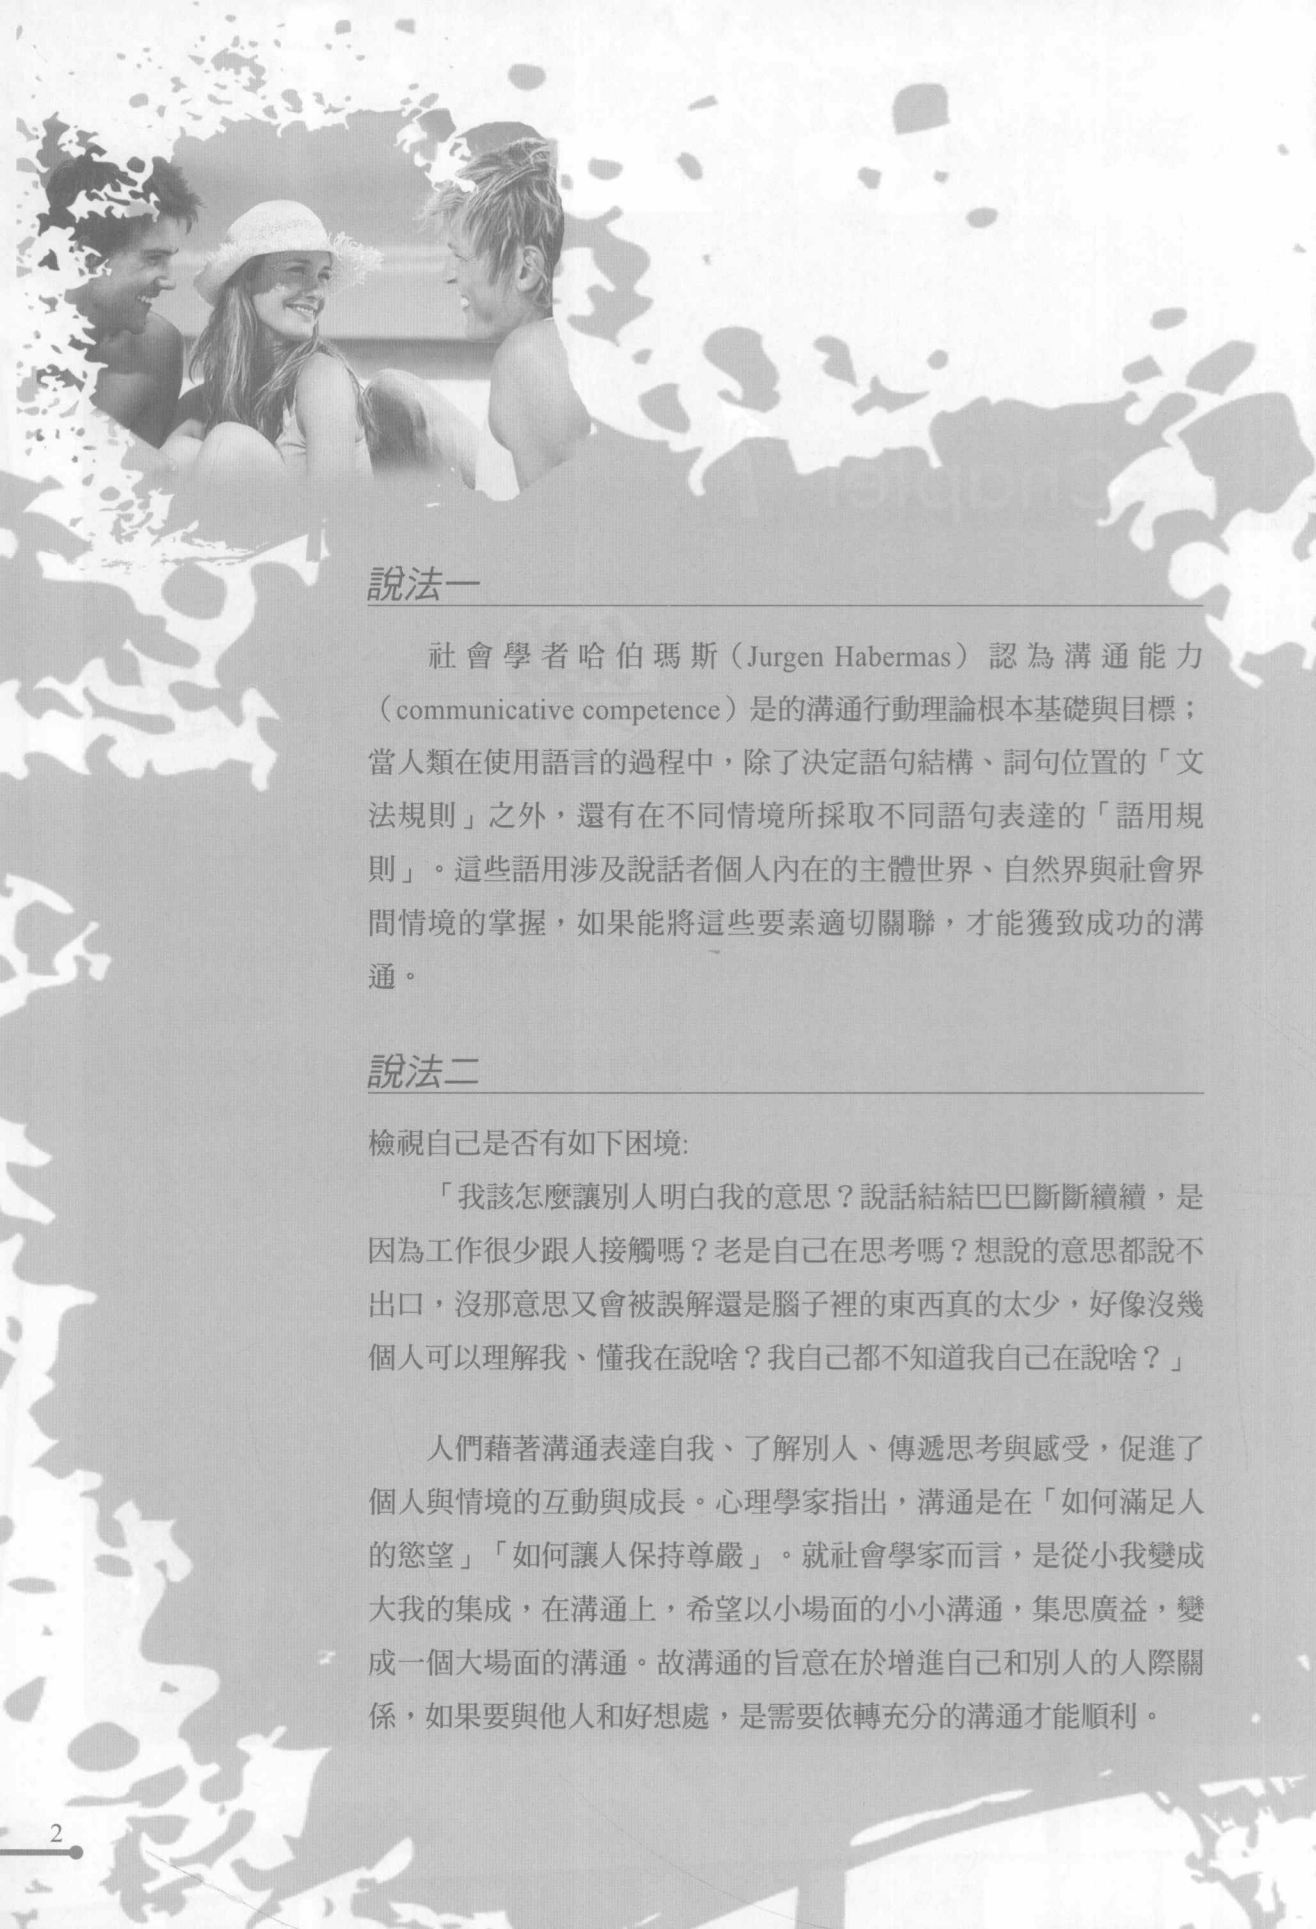 說法一
社會學者哈伯瑪斯（Jurgen Habermas）認為溝通能力
（communicative competence）是的溝通行動理論根本基礎與目標；
當人類在使用語言的過程中，除了決定語句結構、詞句位置的「文
法規則」之外，還有在不同情境所採取不同語句表達的「語用規
則」。這些語用涉及說話者個人內在的主體世界、自然界與社會界
間情境的掌握，如果能將這些要素適切關聯，才能獲致成功的溝
通。
說法二
檢視自己是否有如下困境:
「我該怎麼讓別人明白我的意思？說話結結巴巴斷斷續續，是
因為工作很少跟人接觸嗎？老是自己在思考嗎？想說的意思都說不
出口，沒那意思又會被誤解還是腦子裡的東西真的太少，好像沒幾
個人可以理解我、懂我在說啥？我自己都不知道我自己在說啥？」
人們藉著溝通表達自我、了解別人、傳遞思考與感受，促進了
個人與情境的互動與成長。心理學家指出，溝通是在「如何滿足人
的慾望」「如何讓人保持尊嚴」。就社會學家而言，是從小我變成
大我的集成，在溝通上，希望以小場面的小小溝通，集思廣益，變
成一個大場面的溝通。故溝通的旨意在於增進自己和別人的人際關
係，如果要與他人和好想處，是需要依轉充分的溝通才能順利。
2